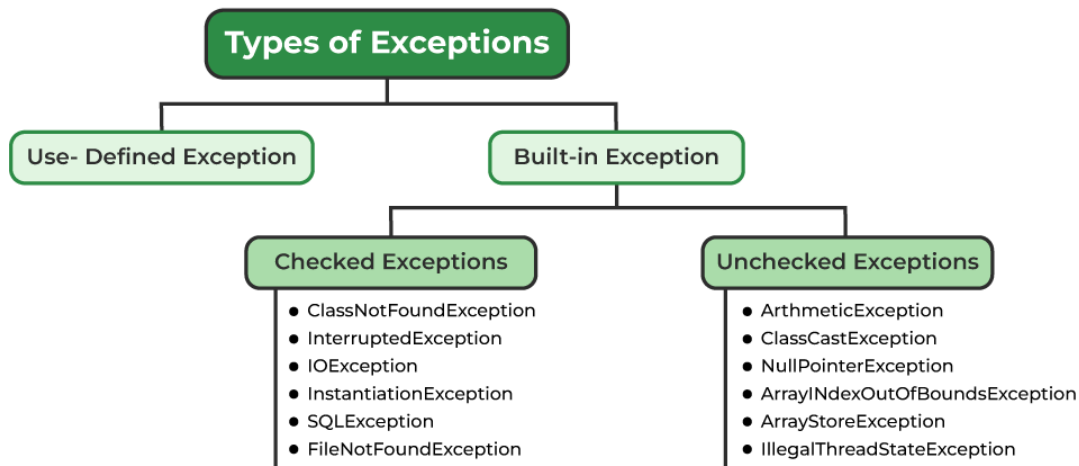 Types of Exceptions
Use- Defined Exception
Built-in Exception
Checked Exceptions
ClassNotFoundException
InterruptedException
IOException
InstantiationException
SQLException
FileNotFoundException
Unchecked Exceptions
ArthmeticException
ClassCastException
NullPointerException
ArrayINdexOutOfBoundsException
ArrayStoreException
IllegalThreadStateException